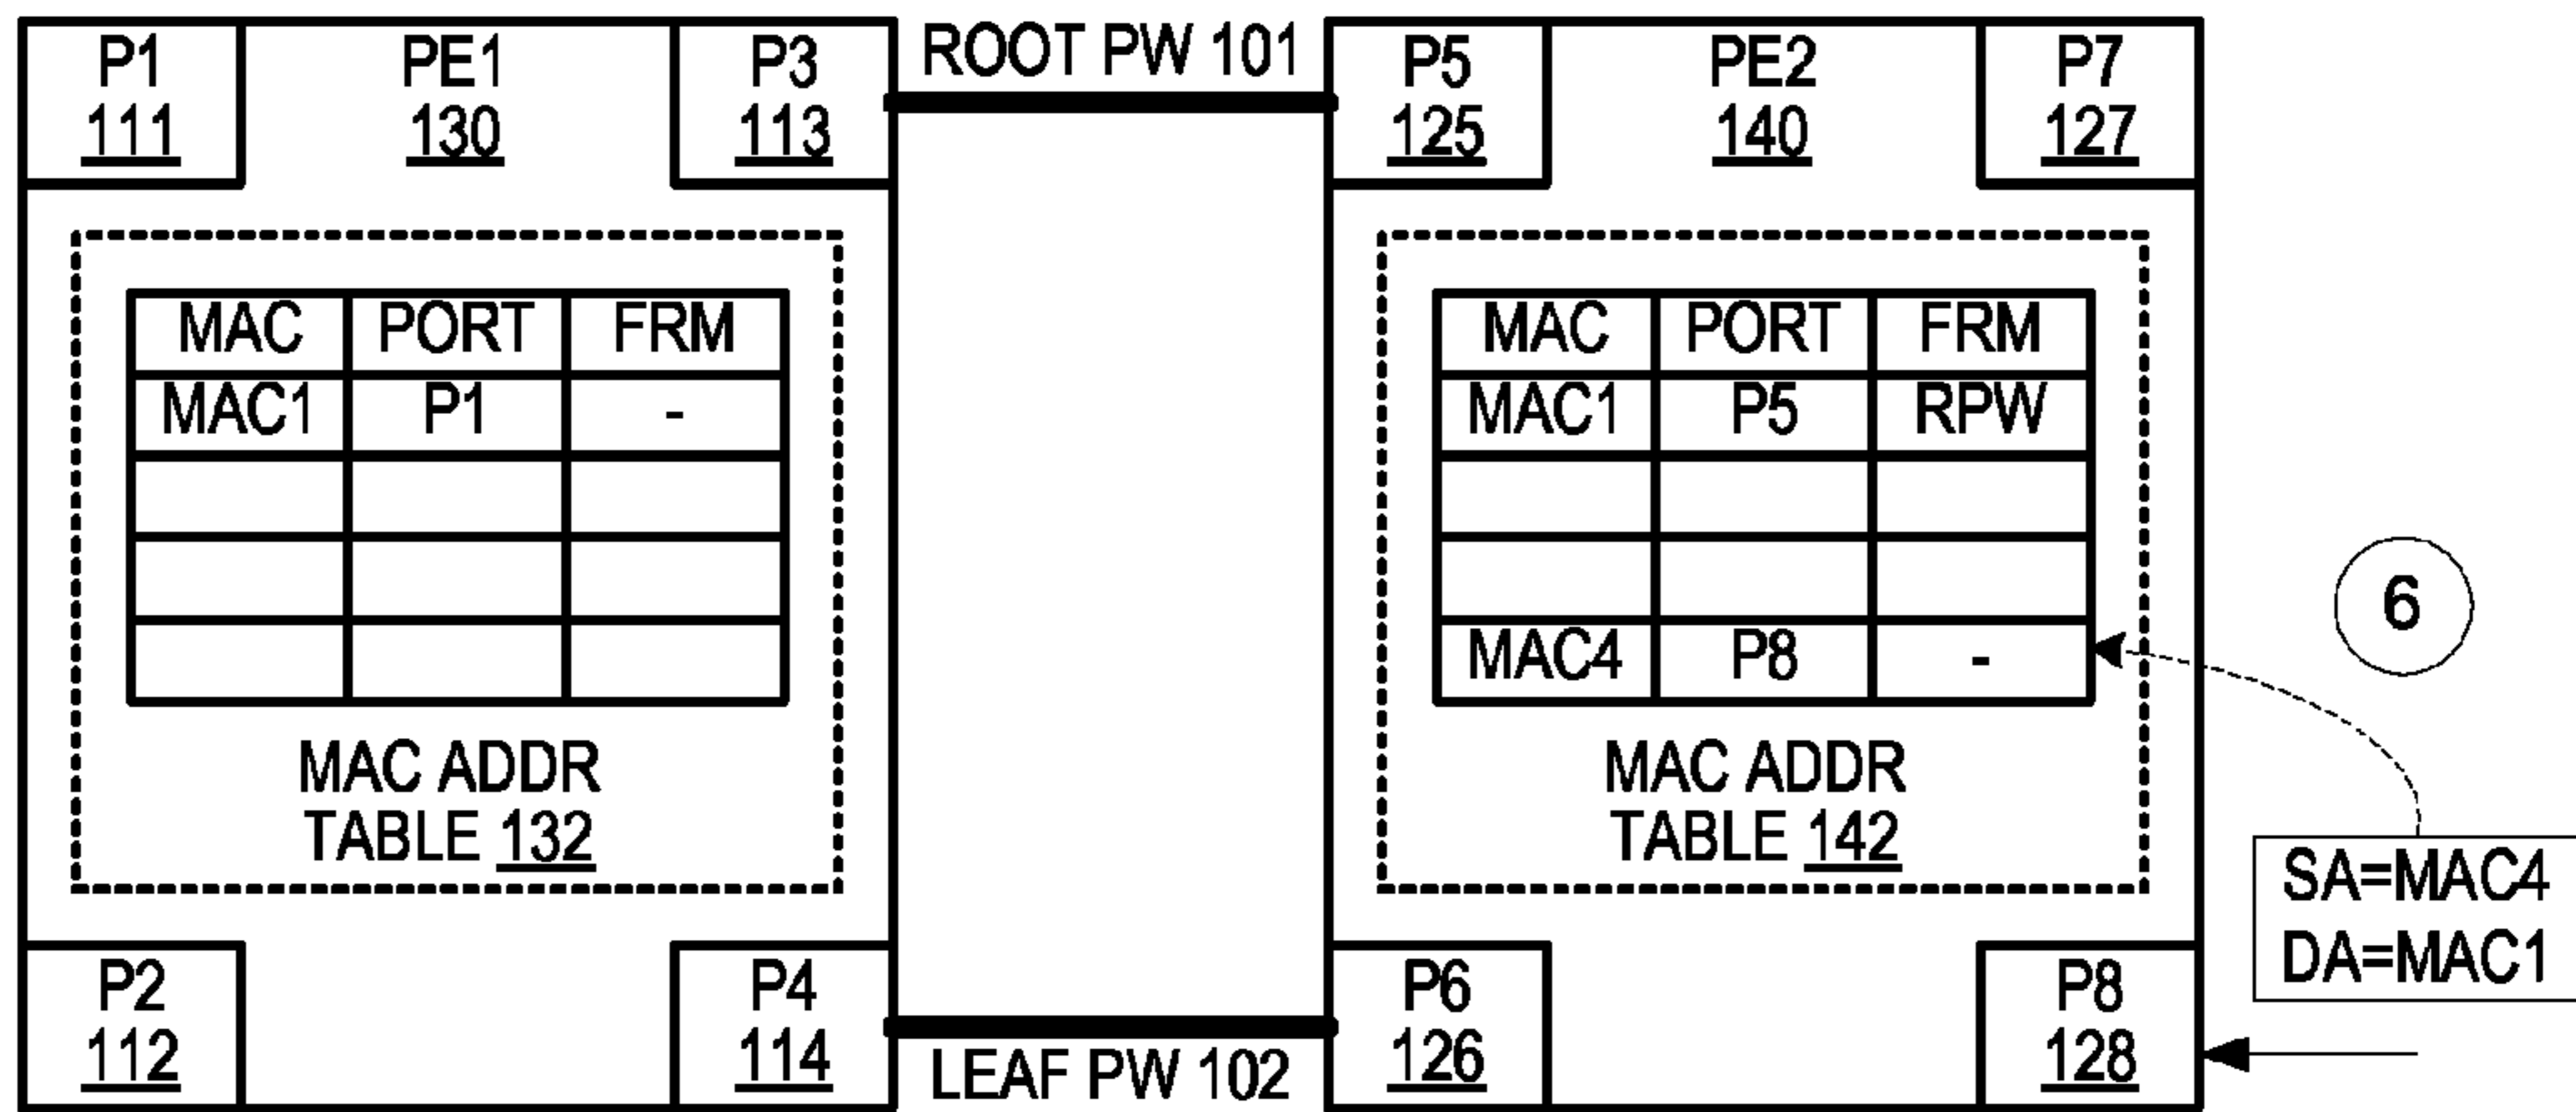 P1
111
PE1
130
P3
113
ROOT PW 101
P5
125
PE2
140
P7
127
MAC PORT FRM
MAC1 P1 -
MAC ADDR
TABLE 132
MAC PORT FRM
MAC1 P5 RPW
MAC4 P8 -
MAC ADDR
TABLE 142
6
SA=MAC4
DA=MAC1
P2
112
P4
114
LEAF PW 102
P6
126
P8
128